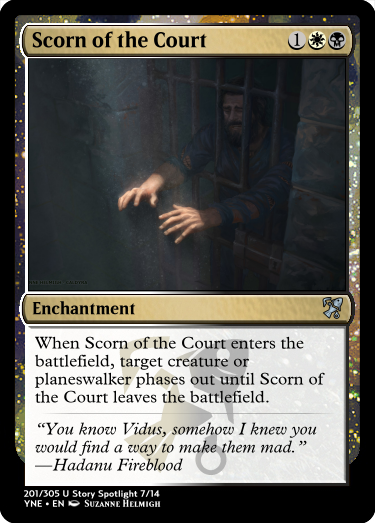 Scorn of the Court 1
Enchantment
When Scorn of the Court enters the
battlefield, target creature or
planeswalker phases out until Scorn of
the Court leaves the battlefield.
“You know Vidus, somehow I knew you
would find a way to make them mad.”
—Hadanu Fireblood
201/305 U Story Spotlight 7/14
YNE • EN Suzanne Helmigh